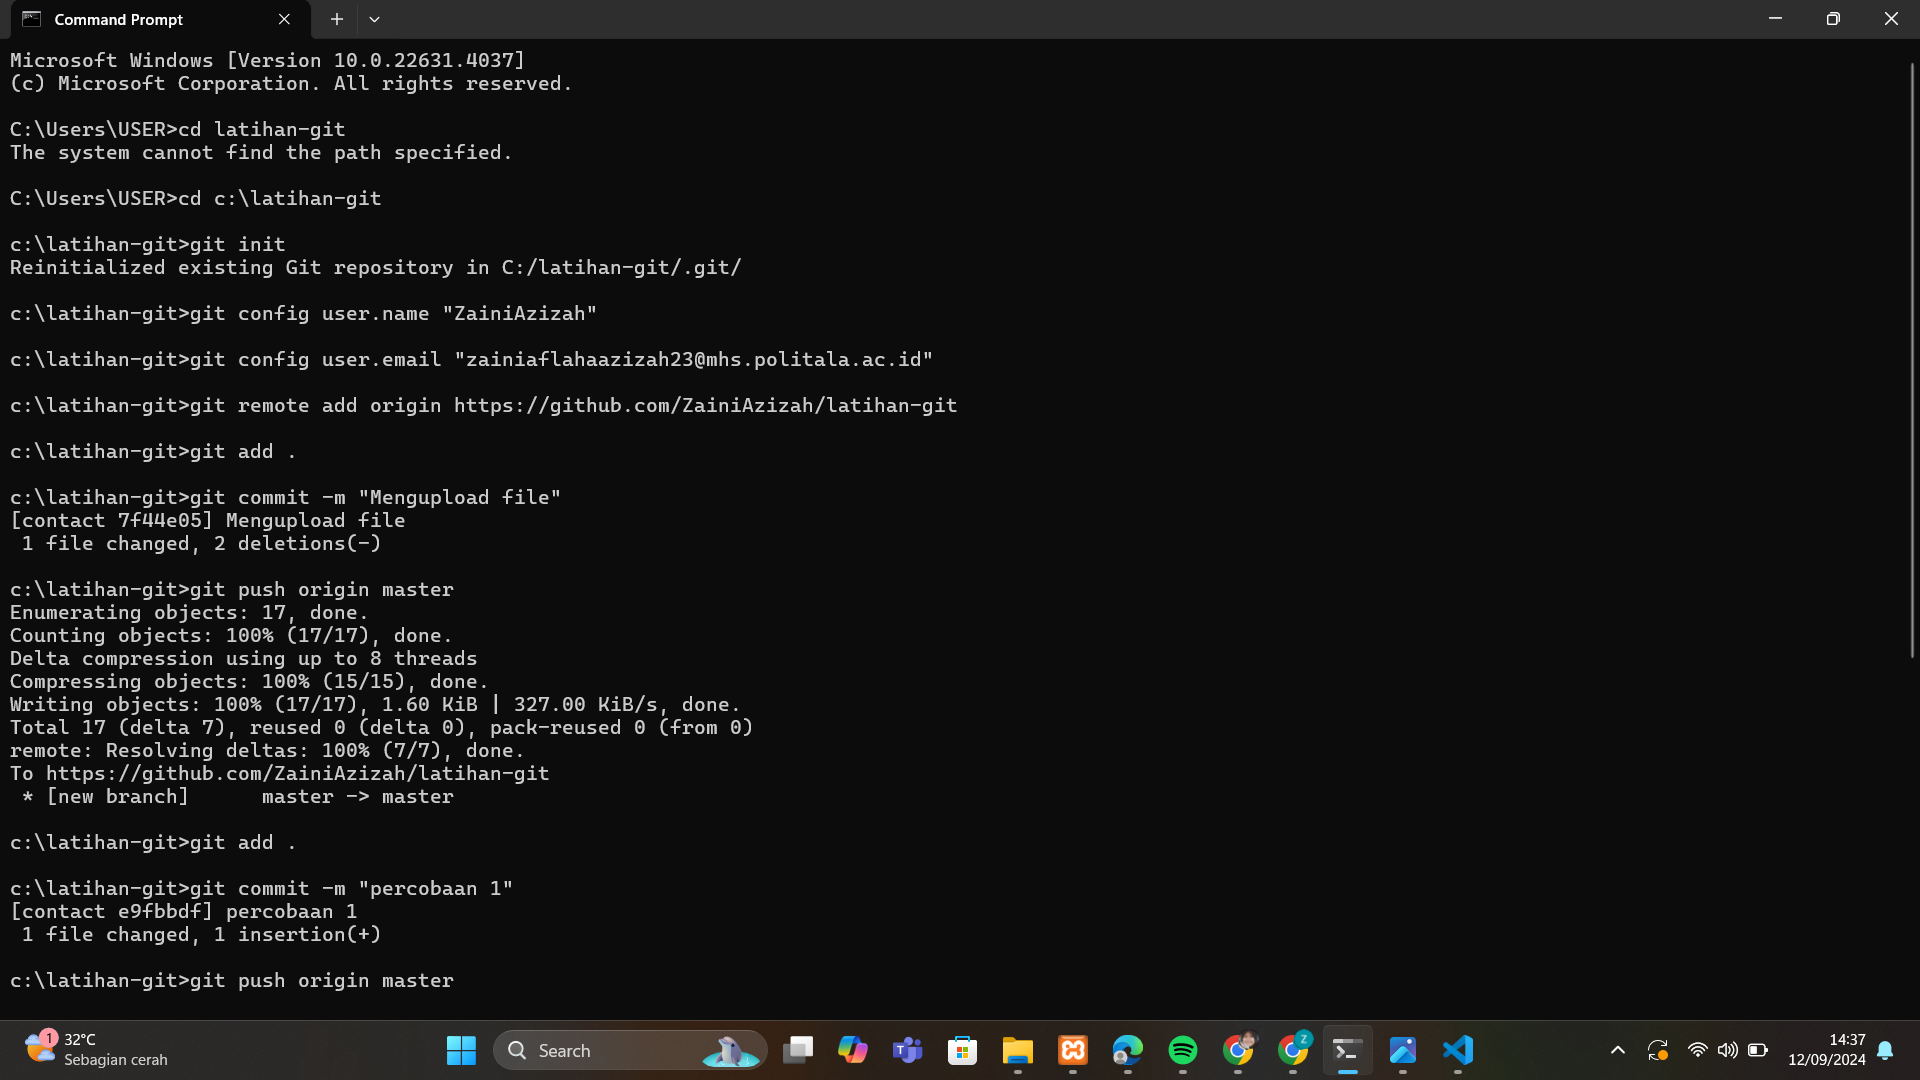 Command Prompt
Microsoft Windows [Version 10.0.22631.4037]
(c) Microsoft Corporation. All rights reserved.
C:\Users\USER>cd latihan-git
The system cannot find the path specified.
C:\Users\USER>cd c:\latihan-git
c:\latihan-git>git init
Reinitialized existing Git repository in C:/latihan-git/.git/
c:\latihan-git>git config user.name "ZainiAzizah"
c:\latihan-git>git config user.email "zainiaflahaazizah23@mhs.politala.ac.id"
c:\latihan-git>git remote add origin https://github.com/ZainiAzizah/latihan-git
c:\latihan-git>git add .
c:\latihan-git>git commit -m "Mengupload file"
[contact 7f44e05] Mengupload file
 1 file changed, 2 deletions(-)
c:\latihan-git>git push origin master
Enumerating objects: 17, done.
Counting objects: 100% (17/17), done.
Delta compression using up to 8 threads
Compressing objects: 100% (15/15), done.
Writing objects: 100% (17/17), 1.60 KiB | 327.00 KiB/s, done.
Total 17 (delta 7), reused 0 (delta 0), pack-reused 0 (from 0)
remote: Resolving deltas: 100% (7/7), done.
To https://github.com/ZainiAzizah/latihan-git
 * [new branch]      master -> master
c:\latihan-git>git add .
c:\latihan-git>git commit -m "percobaan 1"
[contact e9fbbdf] percobaan 1
 1 file changed, 1 insertion(+)
c:\latihan-git>git push origin master
1
32°C
Sebagian cerah
Search
Z
14:37
12/09/2024